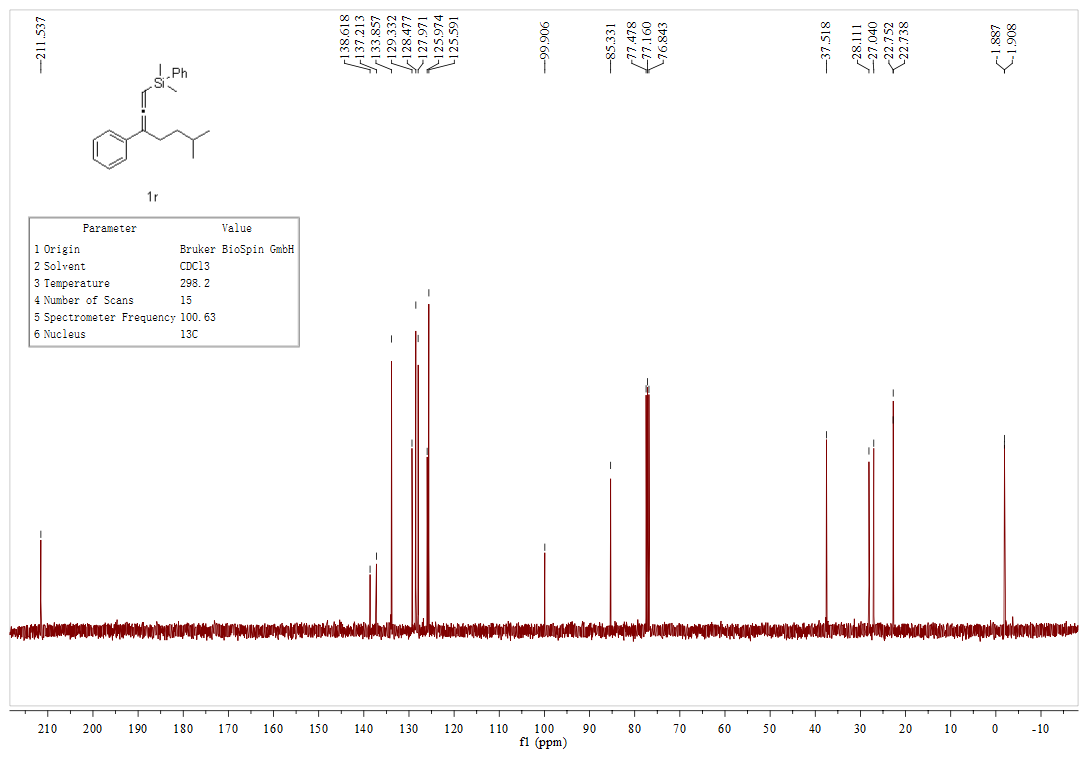 211.537
138.618
137.213
133.857
129.332
128.477
127.971
125.974
125.591
99.906
85.331
77.478
77.160
76.843
37.518
28.111
27.040
22.752
22.738
-1.887
-1.908
Si Ph
1r
Parameter Value
1 Origin Bruker BioSpin GmbH
2 Solvent CDCl3
3 Temperature 298.2
4 Number of Scans 15
5 Spectrometer Frequency 100.63
6 Nucleus 13C
210 200 190 180 170 160 150 140 130 120 110 100 90 80 70 60 50 40 30 20 10 0 -10
f1 (ppm)